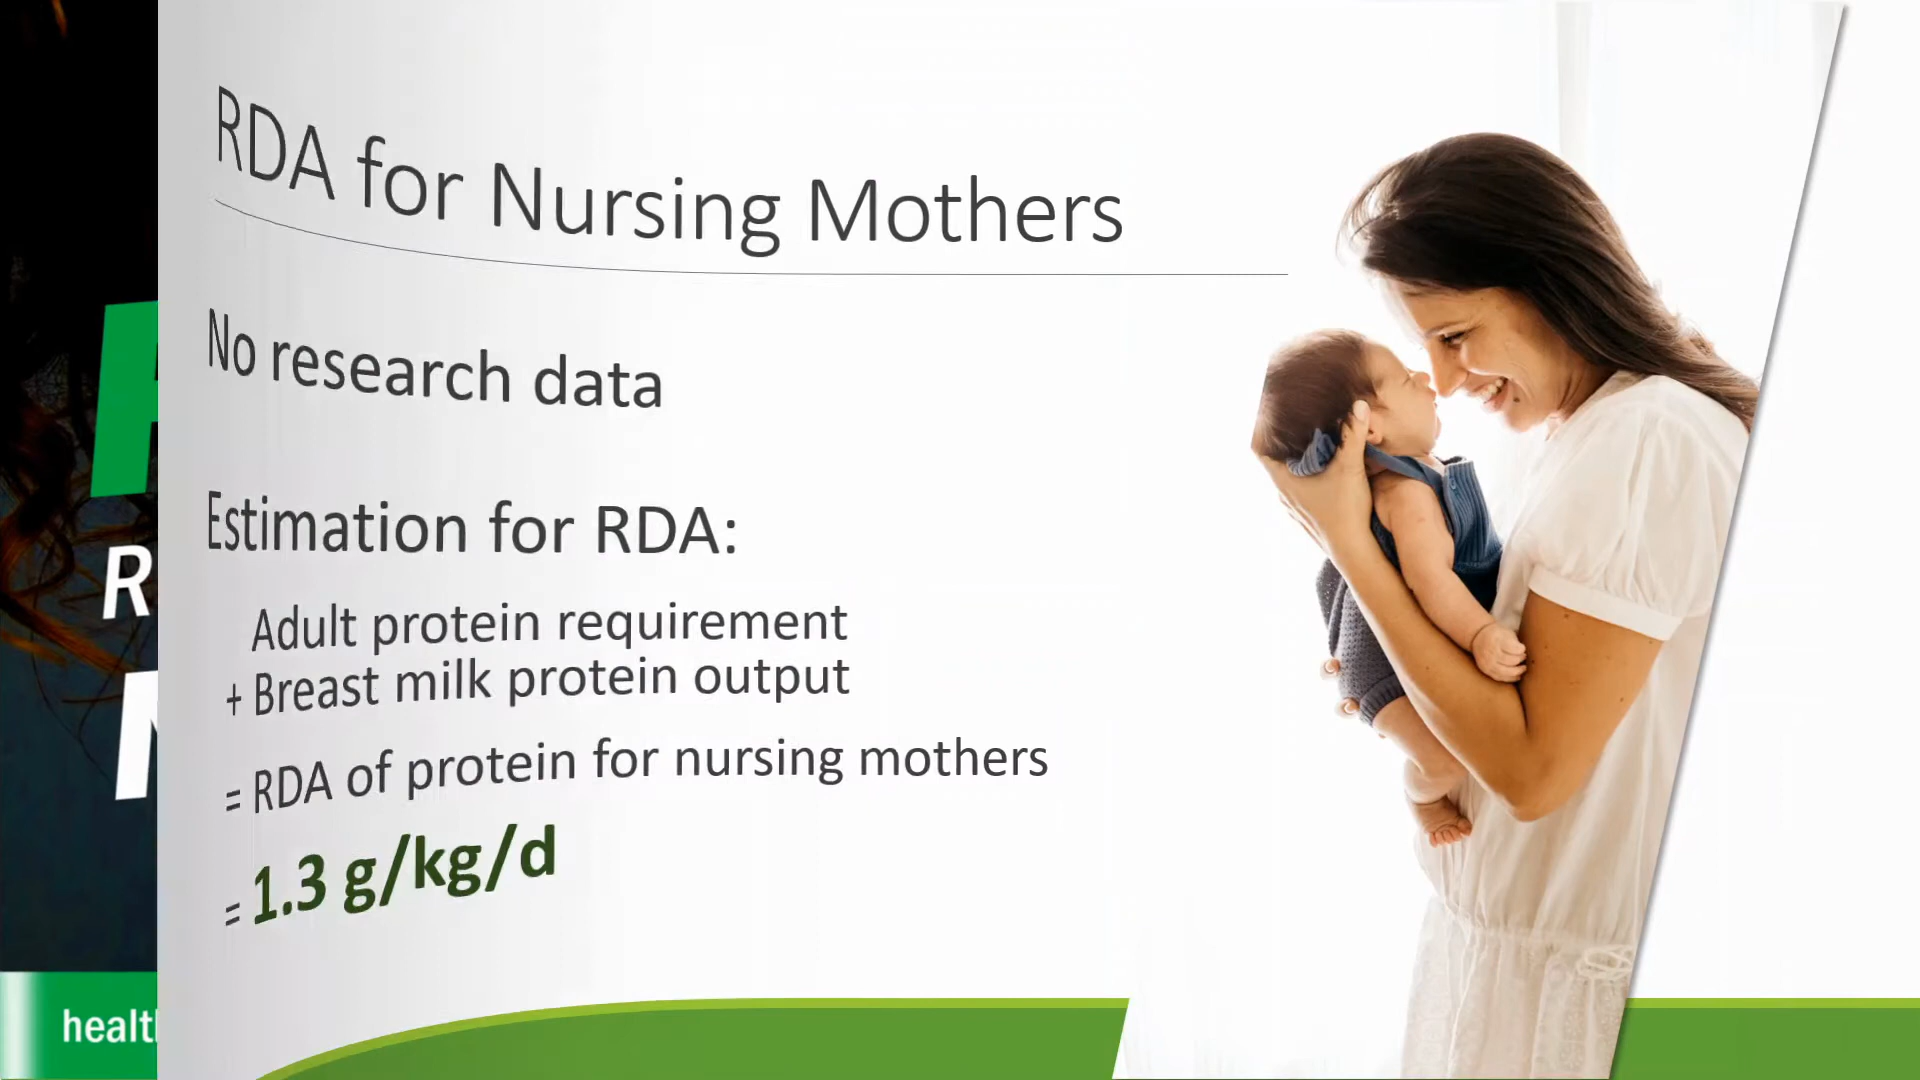 RDA for Nursing Mothers
No research data
Estimation for RDA:
Adult protein requirement
+ Breast milk protein output
= RDA of protein for nursing mothers
= 1.3 g/kg/d
R
healt